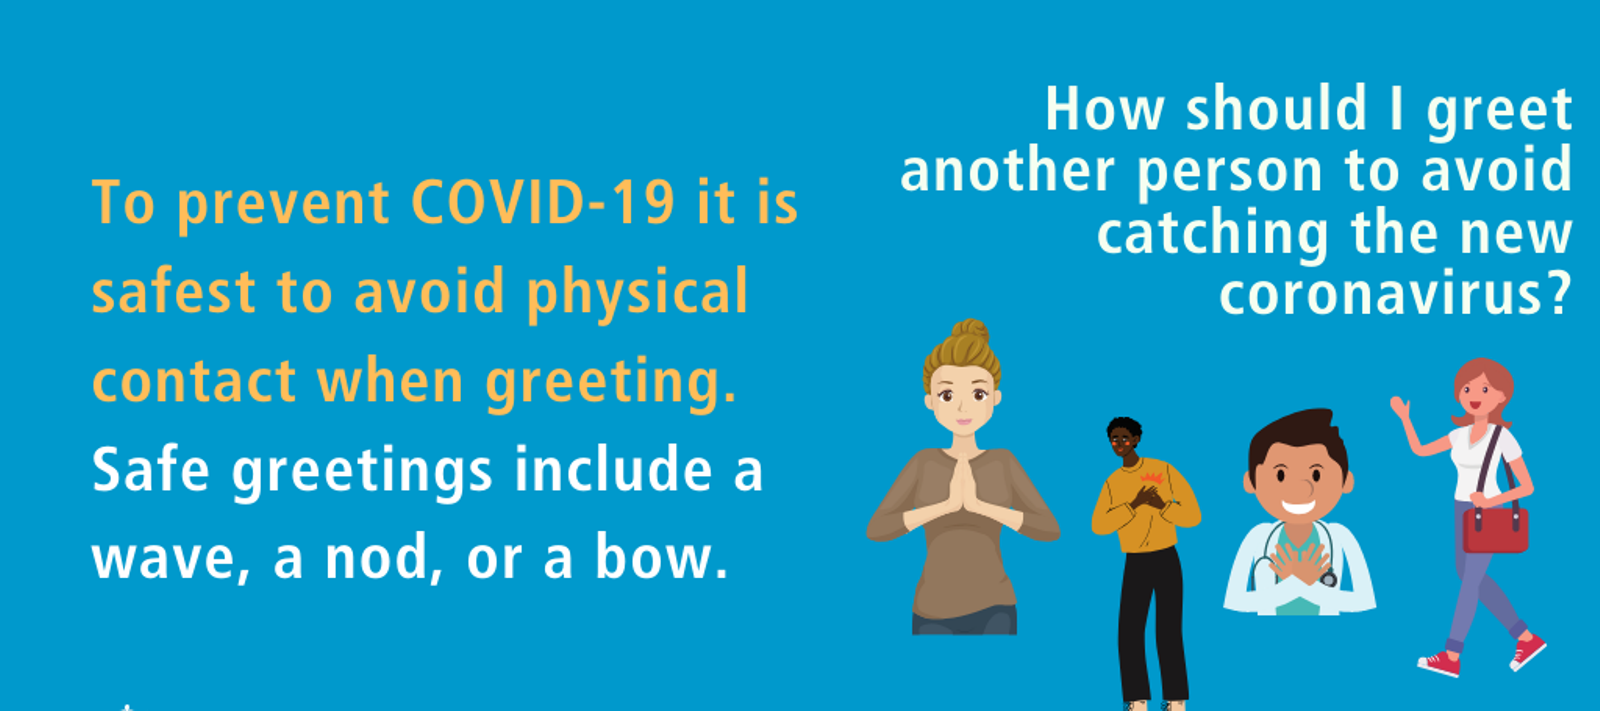 How should I greet
another person to avoid
catching the new
coronavirus?
To prevent COVID-19 it is
safest to avoid physical
contact when greeting.
Safe greetings include a
wave, a nod, or a bow.